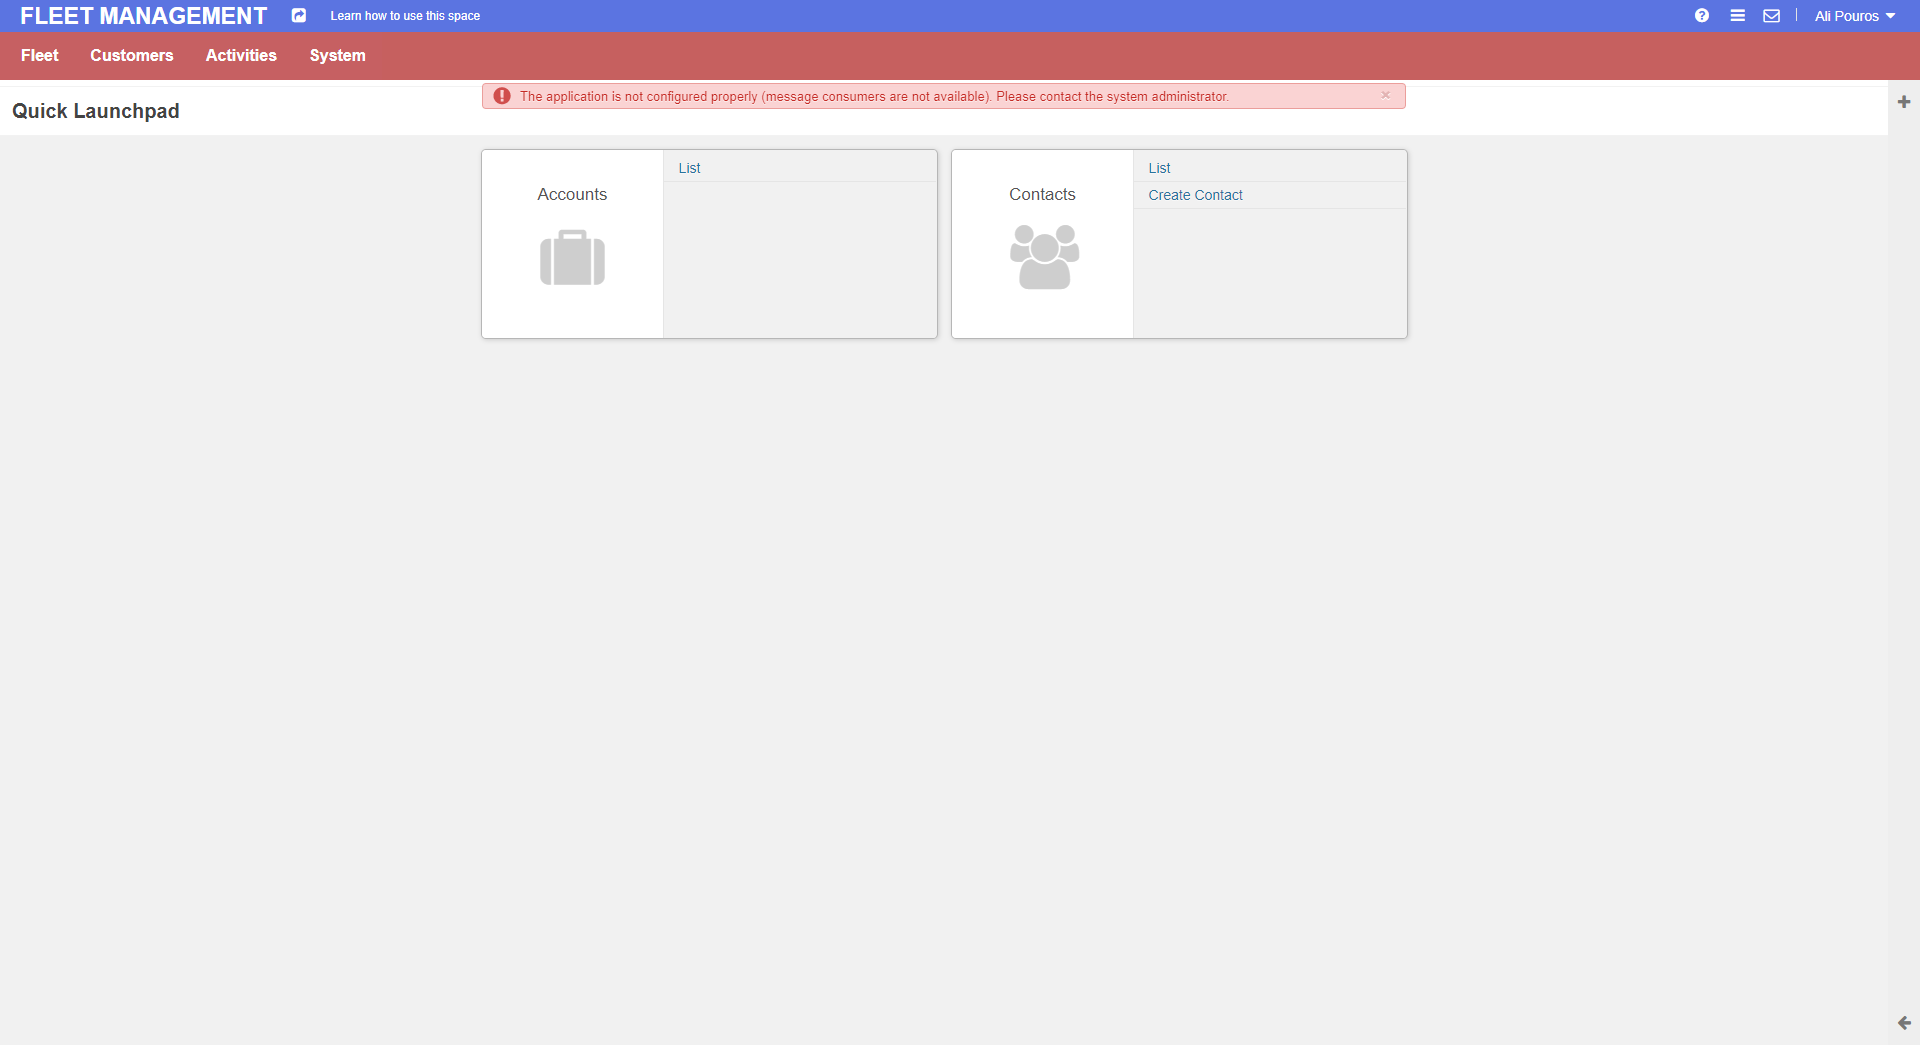 FLEET MANAGEMENT
Learn how to use this space
Ali Pouros
Fleet
Customers
Activities
System
The application is not configured properly (message consumers are not available). Please contact the system administrator.
Quick Launchpad
Accounts
List
Contacts
List
Create Contact